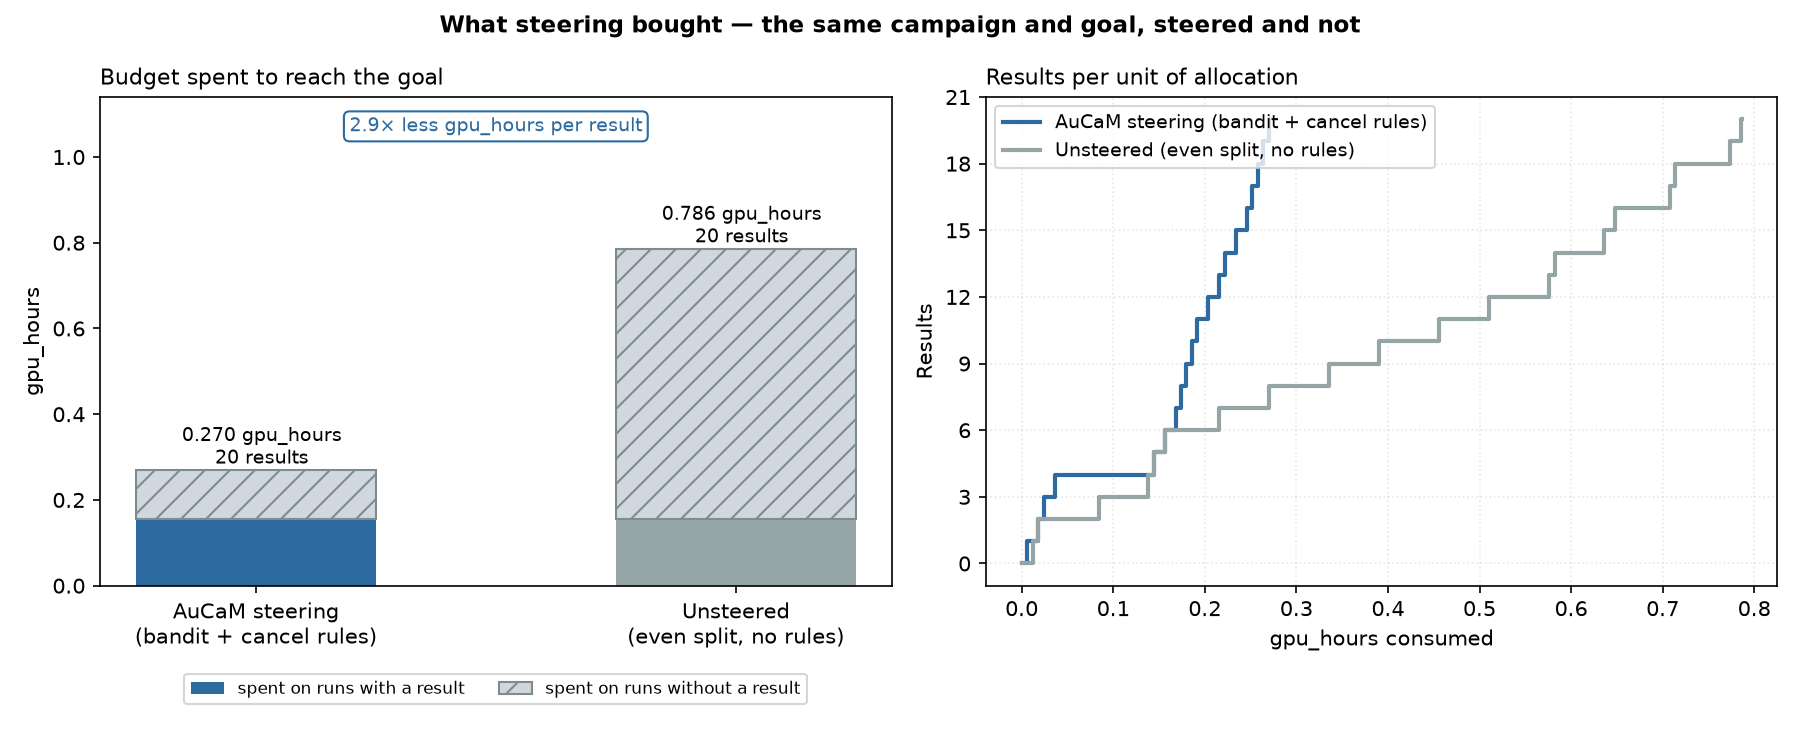 What steering bought — the same campaign and goal, steered and not
Budget spent to reach the goal
2.9× less gpu_hours per result
gpu_hours
1.0
0.8
0.6
0.4
0.2
0.0
0.270 gpu_hours
20 results
0.786 gpu_hours
20 results
AuCaM steering
(bandit + cancel rules)
Unsteered
(even split, no rules)
spent on runs with a result
spent on runs without a result
Results per unit of allocation
AuCaM steering (bandit + cancel rules)
Unsteered (even split, no rules)
Results
21
18
15
12
9
6
3
0
0.0 0.1 0.2 0.3 0.4 0.5 0.6 0.7 0.8
gpu_hours consumed